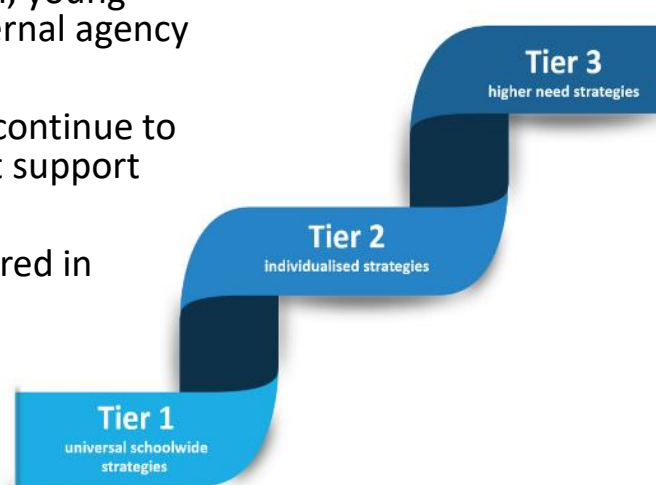 young
ernal agency
continue to
support
red in
Tier 3
higher need strategies
Tier 2
individualised strategies
Tier 1
universal schoolwide
strategies